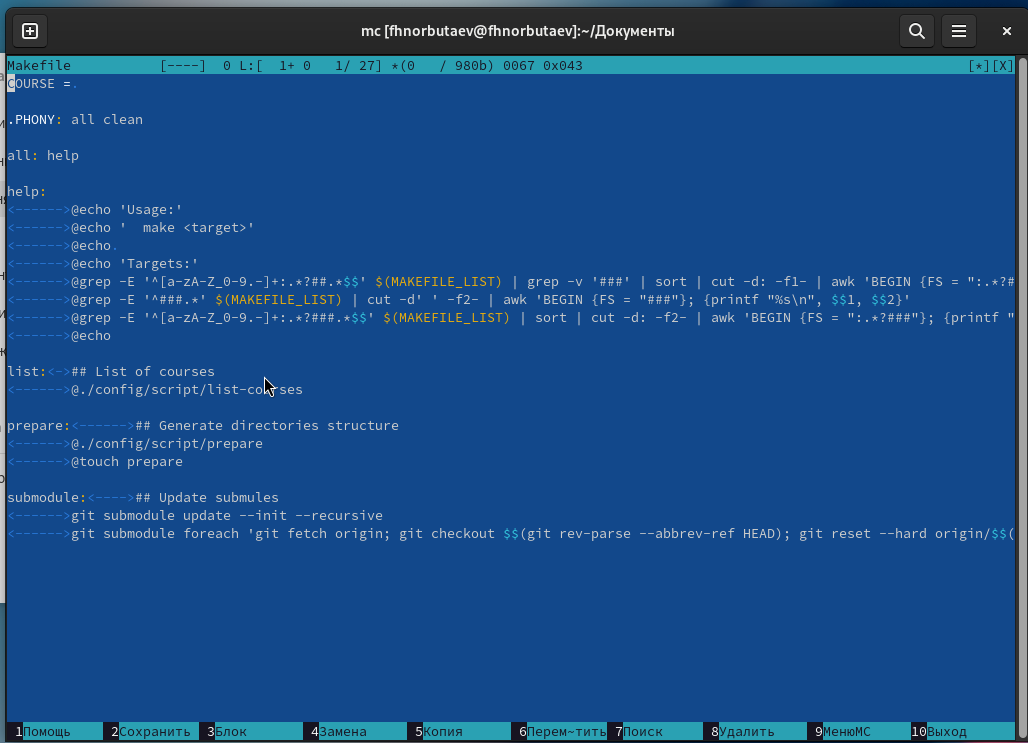 mc [fhnorbutaev@fhnorbutaev]:~/Документы
Makefile [----] 0 L:[ 1+ 0 1/ 27] *(0 / 980b) 0067 0x043 [*][X]
COURSE =.
.PHONY: all clean
all: help
help:
<------>@echo 'Usage:'
<------>@echo '  make <target>'
<------>@echo.
<------>@echo 'Targets:'
<------>@grep -E '^[a-zA-Z_0-9.-]+:.*?##.*$$' $(MAKEFILE_LIST) | grep -v '###' | sort | cut -d: -f1- | awk 'BEGIN {FS = ":.*?#
<------>@grep -E '^###.*' $(MAKEFILE_LIST) | cut -d' ' -f2- | awk 'BEGIN {FS = "###"}; {printf "%s\n", $$1, $$2}'
<------>@grep -E '^[a-zA-Z_0-9.-]+:.*?###.*$$' $(MAKEFILE_LIST) | sort | cut -d: -f2- | awk 'BEGIN {FS = ":.*?###"}; {printf "
<------>@echo
list:<->## List of courses
<------>@./config/script/list-courses
prepare:<------>## Generate directories structure
<------>@./config/script/prepare
<------>@touch prepare
submodule:<---->## Update submules
<------>git submodule update --init --recursive
<------>git submodule foreach 'git fetch origin; git checkout $$(git rev-parse --abbrev-ref HEAD); git reset --hard origin/$$(
1Помощь 2Сохранить 3Блок 4Замена 5Копия 6Перем~тить 7Поиск 8Удалить 9МенюMC 10Выход